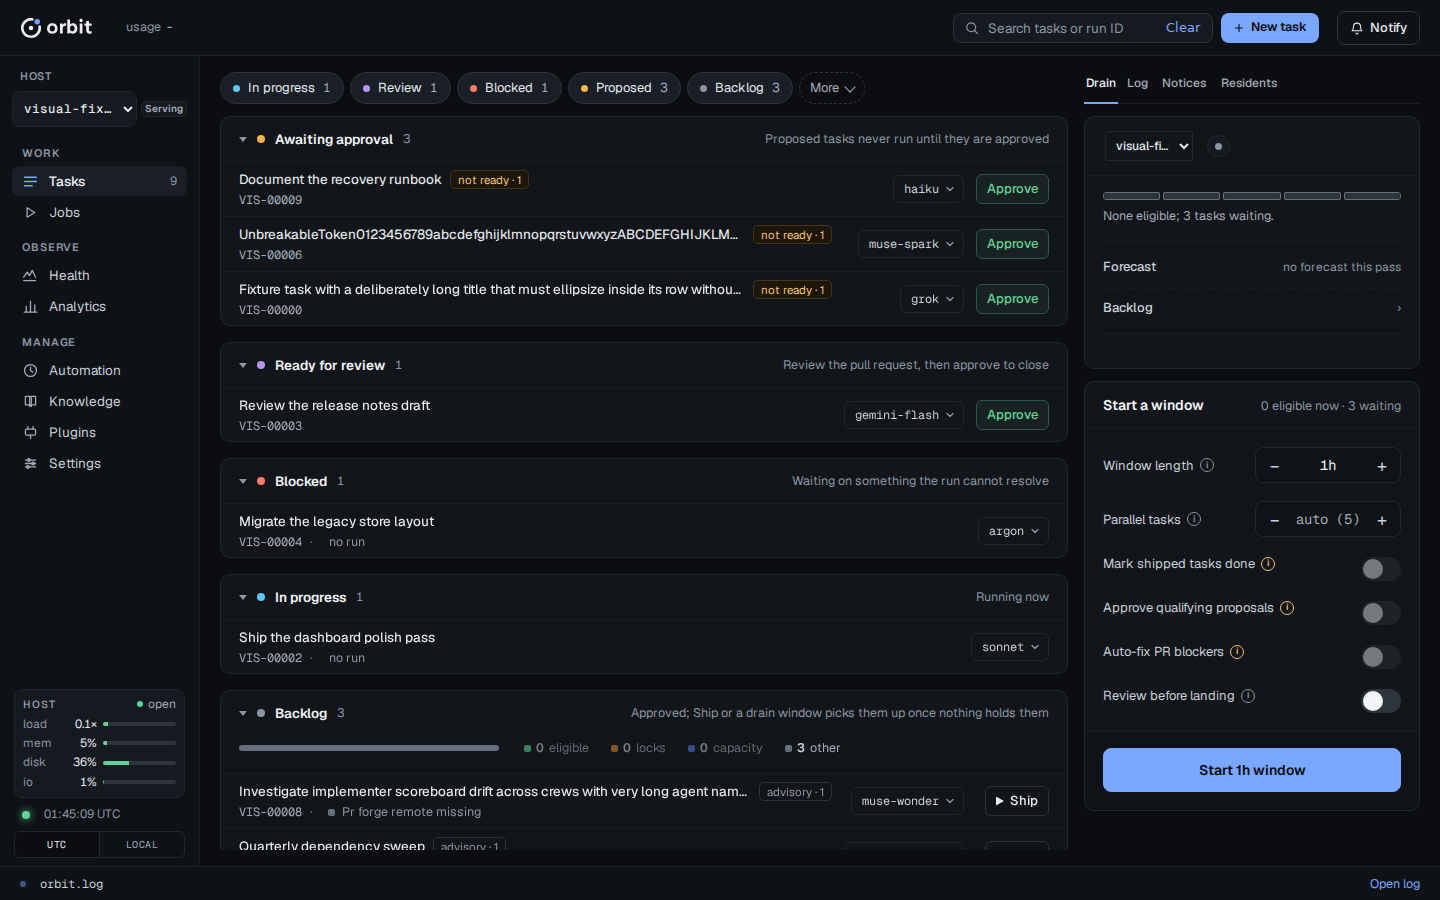 orbit
usage –
Search tasks or run ID
Clear
+ New task
Notify
HOST
visual-fix…
Serving
WORK
Tasks 9
Jobs
OBSERVE
Health
Analytics
MANAGE
Automation
Knowledge
Plugins
Settings
HOST open
load 0.1×
mem 5%
disk 36%
io 1%
01:45:09 UTC
UTC LOCAL
In progress 1
Review 1
Blocked 1
Proposed 3
Backlog 3
More
Awaiting approval 3
Proposed tasks never run until they are approved
Document the recovery runbook not ready · 1
VIS-00009
haiku
Approve
UnbreakableToken0123456789abcdefghijklmnopqrstuvwxyzABCDEFGHIJKLM… not ready · 1
VIS-00006
muse-spark
Approve
Fixture task with a deliberately long title that must ellipsize inside its row withou… not ready · 1
VIS-00000
grok
Approve
Ready for review 1
Review the pull request, then approve to close
Review the release notes draft
VIS-00003
gemini-flash
Approve
Blocked 1
Waiting on something the run cannot resolve
Migrate the legacy store layout
VIS-00004 · no run
argon
In progress 1
Running now
Ship the dashboard polish pass
VIS-00002 · no run
sonnet
Backlog 3
Approved; Ship or a drain window picks them up once nothing holds them
0 eligible 0 locks 0 capacity 3 other
Investigate implementer scoreboard drift across crews with very long agent nam… advisory · 1
VIS-00008 · Pr forge remote missing
muse-wonder
Ship
Quarterly dependency sweep advisory · 1
Drain Log Notices Residents
visual-fi…
None eligible; 3 tasks waiting.
Forecast no forecast this pass
Backlog ›
Start a window 0 eligible now · 3 waiting
Window length − 1h +
Parallel tasks − auto (5) +
Mark shipped tasks done
Approve qualifying proposals
Auto-fix PR blockers
Review before landing
Start 1h window
orbit.log
Open log